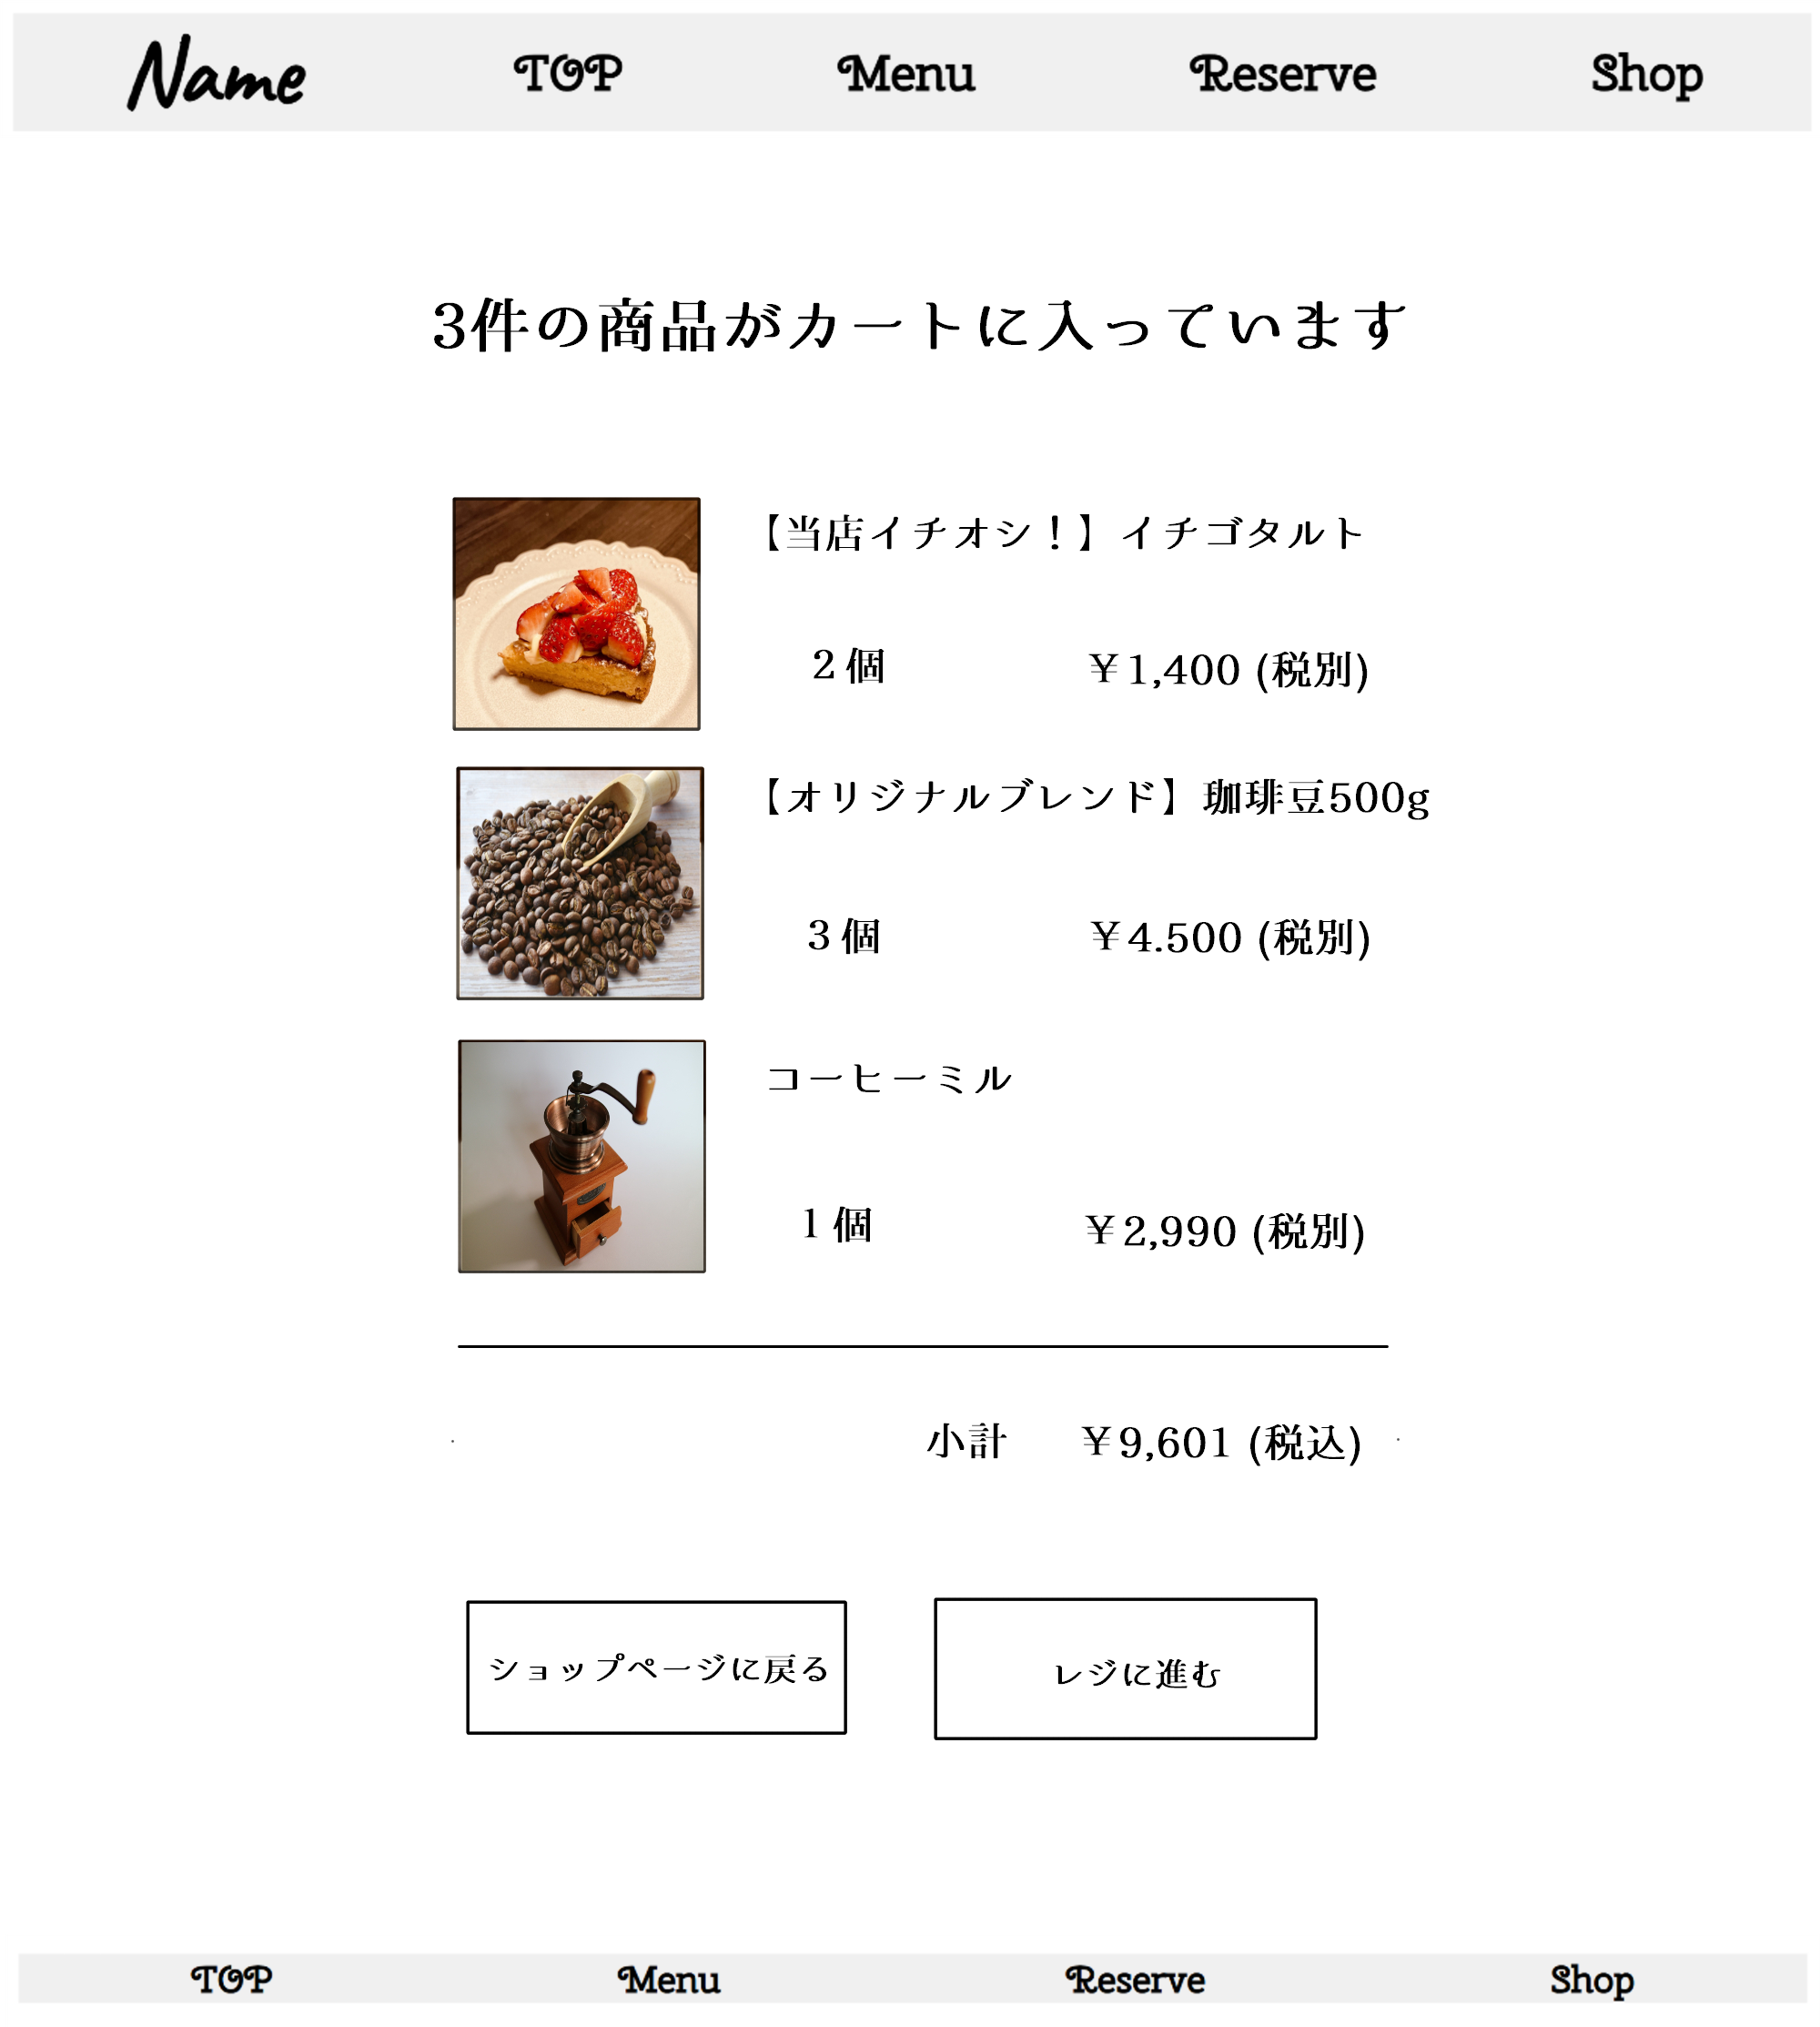 Name TOP Menu Reserve Shop
3件の商品がカートに入っています
【当店イチオシ！】イチゴタルト
2個 ￥1,400 (税別)
【オリジナルブレンド】珈琲豆500g
3個 ￥4.500 (税別)
コーヒーミル
1個 ￥2,990 (税別)
小計 ￥9,601 (税込)
ショップページに戻る レジに進む
TOP Menu Reserve Shop